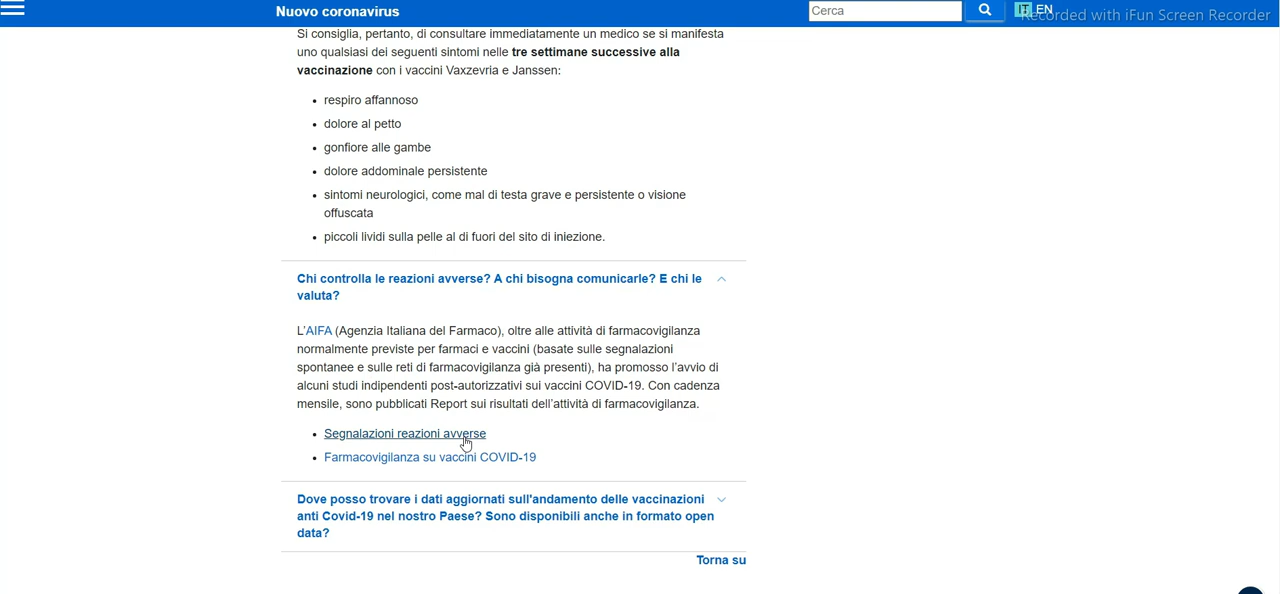 Nuovo coronavirus
Cerca
IT EN
Recorded with iFun Screen Recorder
Si consiglia, pertanto, di consultare immediatamente un medico se si manifesta
uno qualsiasi dei seguenti sintomi nelle tre settimane successive alla
vaccinazione con i vaccini Vaxzevria e Janssen:
• respiro affannoso
• dolore al petto
• gonfiore alle gambe
• dolore addominale persistente
• sintomi neurologici, come mal di testa grave e persistente o visione
offuscata
• piccoli lividi sulla pelle al di fuori del sito di iniezione.
Chi controlla le reazioni avverse? A chi bisogna comunicarle? E chi le
valuta?
L'AIFA (Agenzia Italiana del Farmaco), oltre alle attività di farmacovigilanza
normalmente previste per farmaci e vaccini (basate sulle segnalazioni
spontanee e sulle reti di farmacovigilanza già presenti), ha promosso l'avvio di
alcuni studi indipendenti post-autorizzativi sui vaccini COVID-19. Con cadenza
mensile, sono pubblicati Report sui risultati dell'attività di farmacovigilanza.
• Segnalazioni reazioni avverse
• Farmacovigilanza su vaccini COVID-19
Dove posso trovare i dati aggiornati sull'andamento delle vaccinazioni
anti Covid-19 nel nostro Paese? Sono disponibili anche in formato open
data?
Torna su